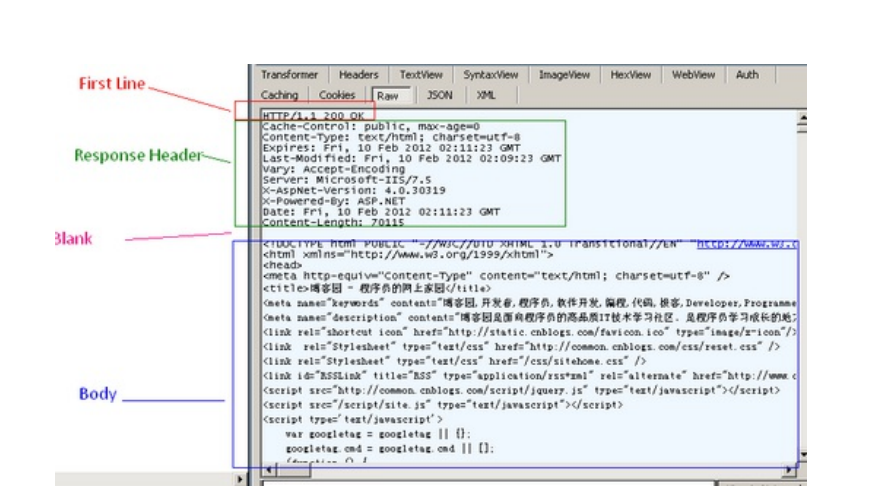 First Line
Response Header
Blank
Body
Transformer Headers TextView SyntaxView ImageView HexView WebView Auth
Caching Cookies Raw JSON XML
HTTP/1.1 200 OK
Cache-Control: public, max-age=0
Content-Type: text/html; charset=utf-8
Expires: Fri, 10 Feb 2012 02:11:23 GMT
Last-Modified: Fri, 10 Feb 2012 02:09:23 GMT
Vary: Accept-Encoding
Server: Microsoft-IIS/7.5
X-AspNet-Version: 4.0.30319
X-Powered-By: ASP.NET
Date: Fri, 10 Feb 2012 02:11:23 GMT
Content-Length: 70115
<!DOCTYPE html PUBLIC "-//W3C//DTD XHTML 1.0 Transitional//EN" "http://www.w3.c
<html xmlns="http://www.w3.org/1999/xhtml">
<head>
<meta http-equiv="Content-Type" content="text/html; charset=utf-8" />
<title>博客园 - 程序员的网上家园</title>
<meta name="keywords" content="博客园,开发者,程序员,软件开发,编程,代码,极客,Developer,Programme
<meta name="description" content="博客园是面向程序员的高品质IT技术学习社区. 是程序员学习成长的地
<link rel="shortcut icon" href="http://static.cnblogs.com/favicon.ico" type="image/x-icon"/>
<link rel="Stylesheet" type="text/css" href="http://common.cnblogs.com/css/reset.css" />
<link rel="Stylesheet" type="text/css" href="/css/sitehome.css" />
<link id="RSSLink" title="RSS" type="application/rss+xml" rel="alternate" href="http://www.c
<script src="http://common.cnblogs.com/script/jquery.js" type="text/javascript"></script>
<script src="/script/site.js" type="text/javascript"></script>
<script type='text/javascript'>
var googletag = googletag || {};
googletag.cmd = googletag.cmd || [];
(function () {